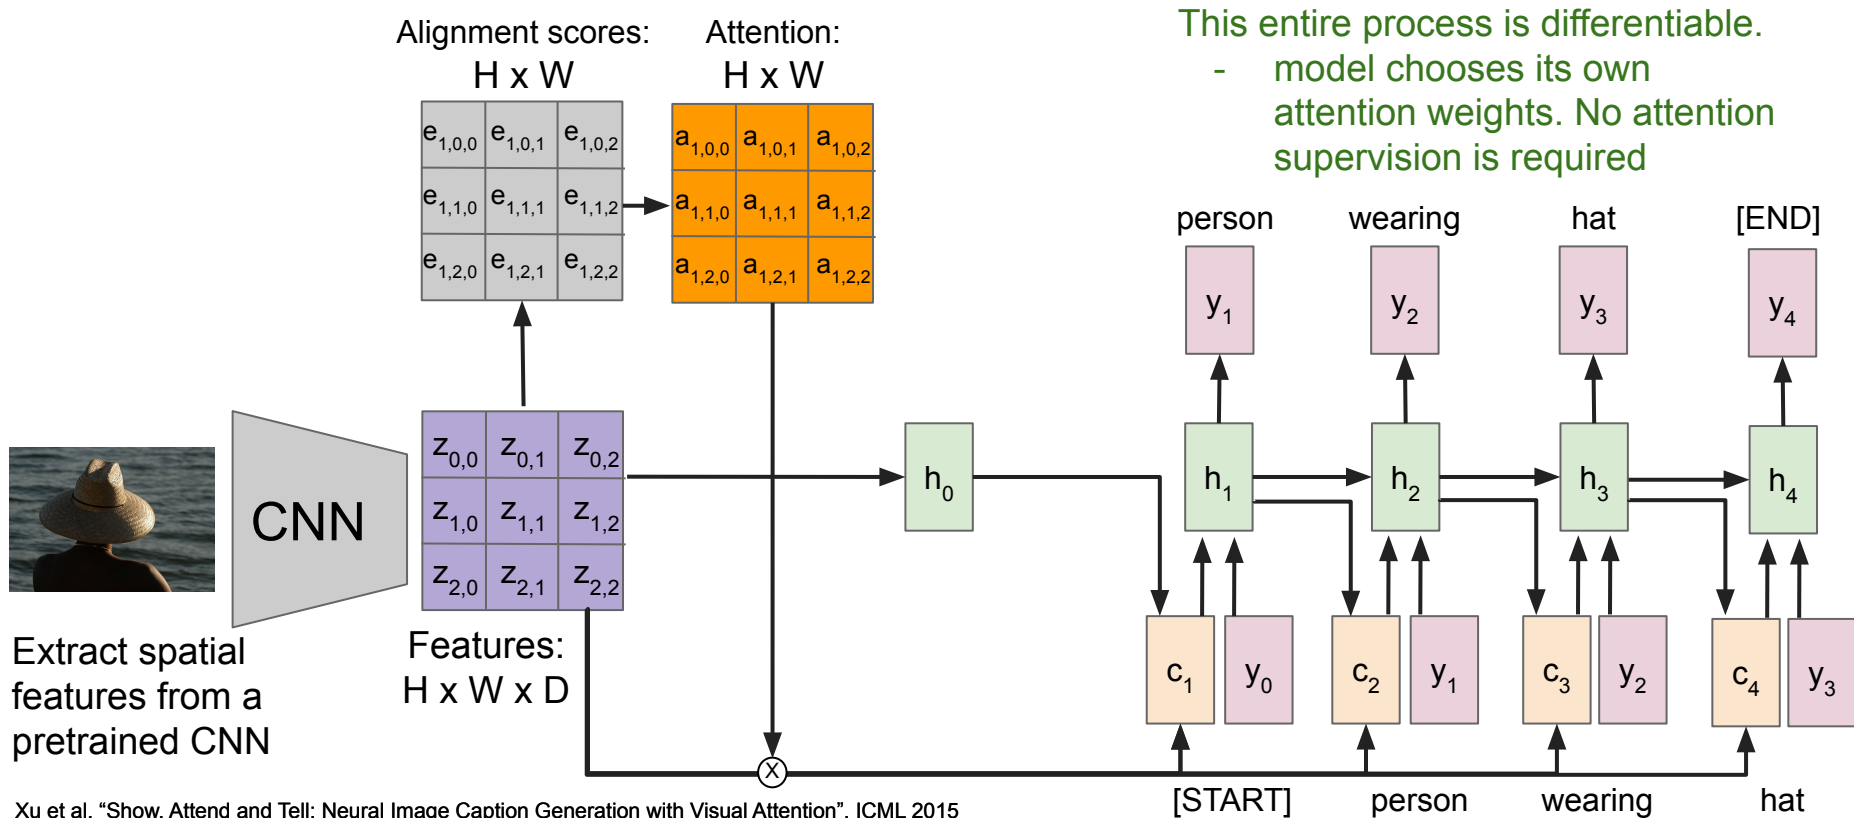 Alignment scores:
H x W
Attention:
H x W
This entire process is differentiable.
- model chooses its own
attention weights. No attention
supervision is required
e1,0,0 e1,0,1 e1,0,2
e1,1,0 e1,1,1 e1,1,2
e1,2,0 e1,2,1 e1,2,2
a1,0,0 a1,0,1 a1,0,2
a1,1,0 a1,1,1 a1,1,2
a1,2,0 a1,2,1 a1,2,2
person wearing hat [END]
y1 y2 y3 y4
CNN
z0,0 z0,1 z0,2
z1,0 z1,1 z1,2
z2,0 z2,1 z2,2
h0 h1 h2 h3 h4
Extract spatial
features from a
pretrained CNN
Features:
H x W x D
c1 y0 c2 y1 c3 y2 c4 y3
X
[START] person wearing hat
Xu et al. "Show, Attend and Tell: Neural Image Caption Generation with Visual Attention", ICML 2015